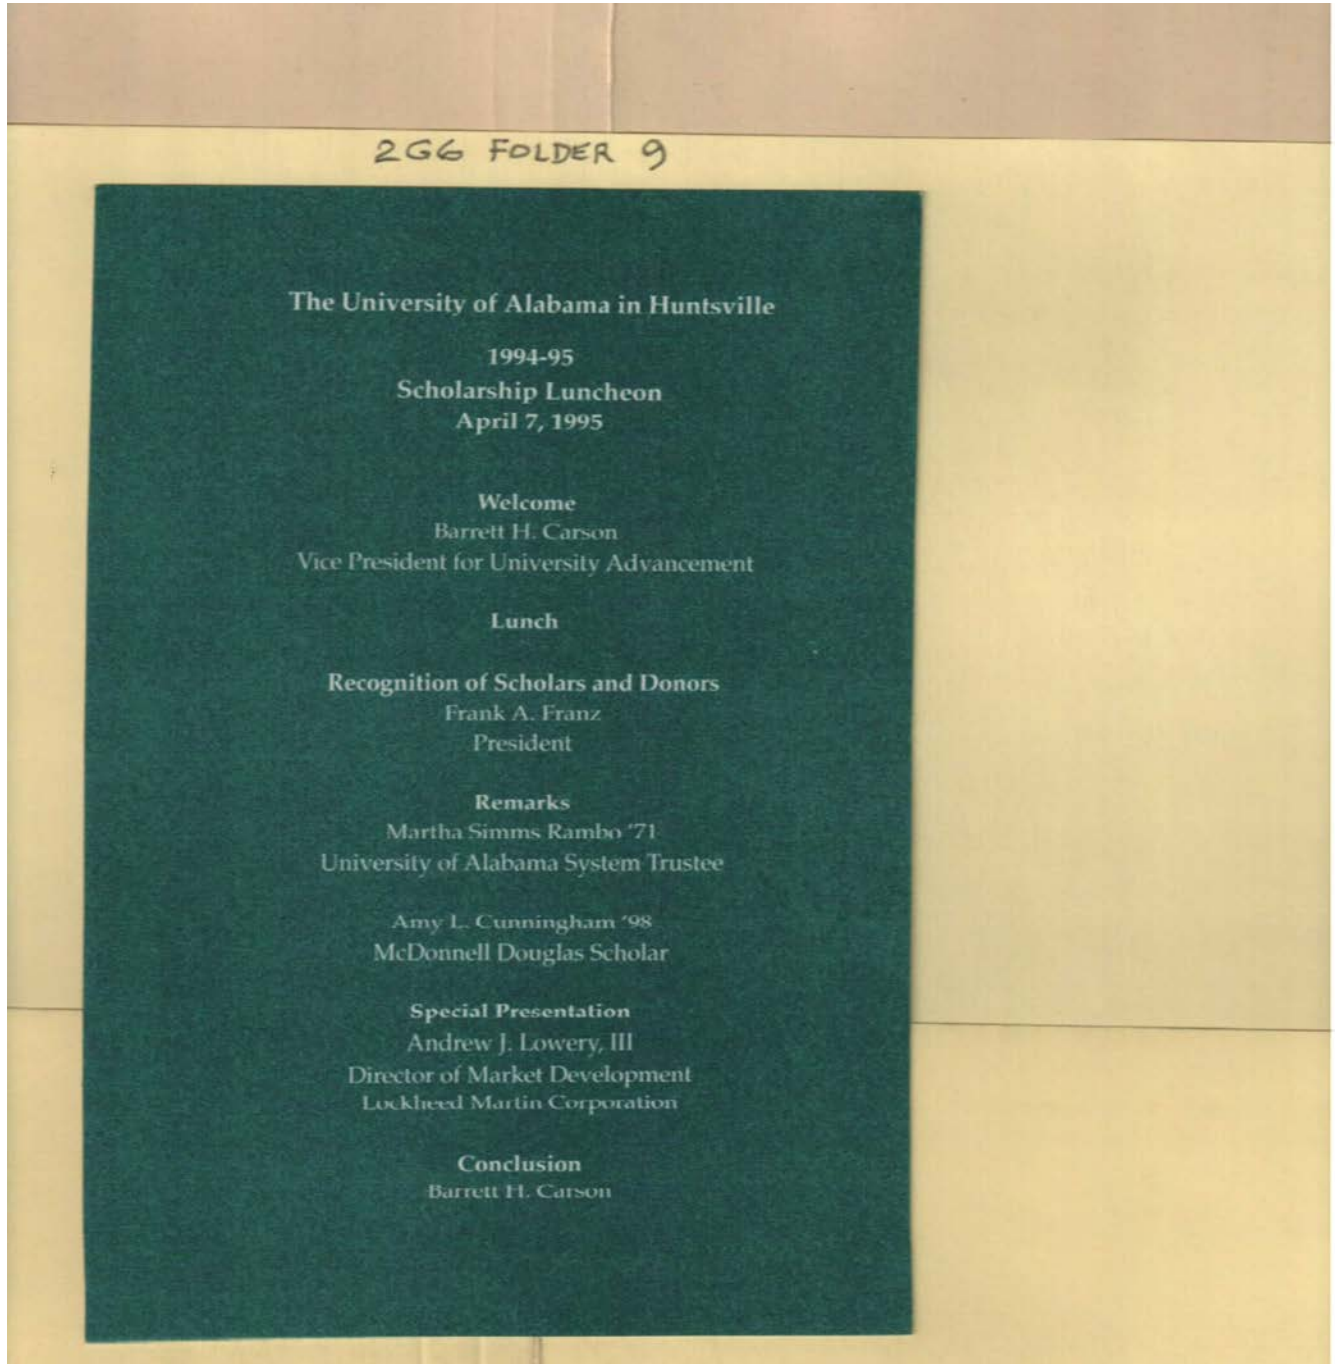 2G6 FOLDER 9
The University of Alabama in Huntsville
1994-95
Scholarship Luncheon
April 7, 1995
Welcome
Barrett H. Carson
Vice President for University Advancement
Lunch
Recognition of Scholars and Donors
Frank A. Franz
President
Remarks
Martha Simms Rambo '71
University of Alabama System Trustee
Amy L. Cunningham '98
McDonnell Douglas Scholar
Special Presentation
Andrew J. Lowery, III
Director of Market Development
Lockheed Martin Corporation
Conclusion
Barrett H. Carson